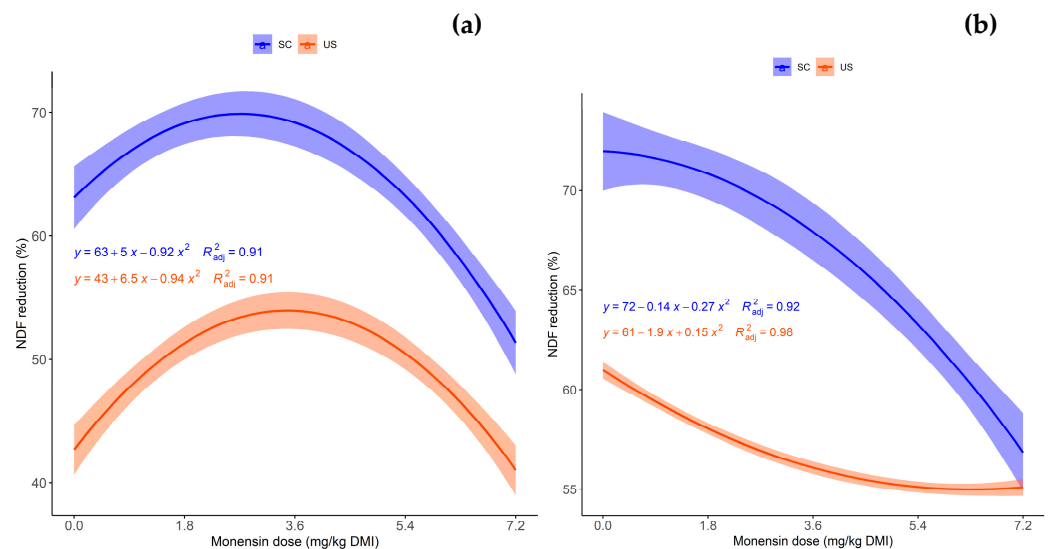 (a)
a SC a US
NDF reduction (%)
70
60
50
40
y = 63 + 5 x − 0.92 x² R²adj = 0.91
y = 43 + 6.5 x − 0.94 x² R²adj = 0.91
0.0 1.8 3.6 5.4 7.2
Monensin dose (mg/kg DMI)
(b)
a SC a US
NDF reduction (%)
70
65
60
55
y = 72 − 0.14 x − 0.27 x² R²adj = 0.92
y = 61 − 1.9 x + 0.15 x² R²adj = 0.98
0.0 1.8 3.6 5.4 7.2
Monensin dose (mg/kg DMI)